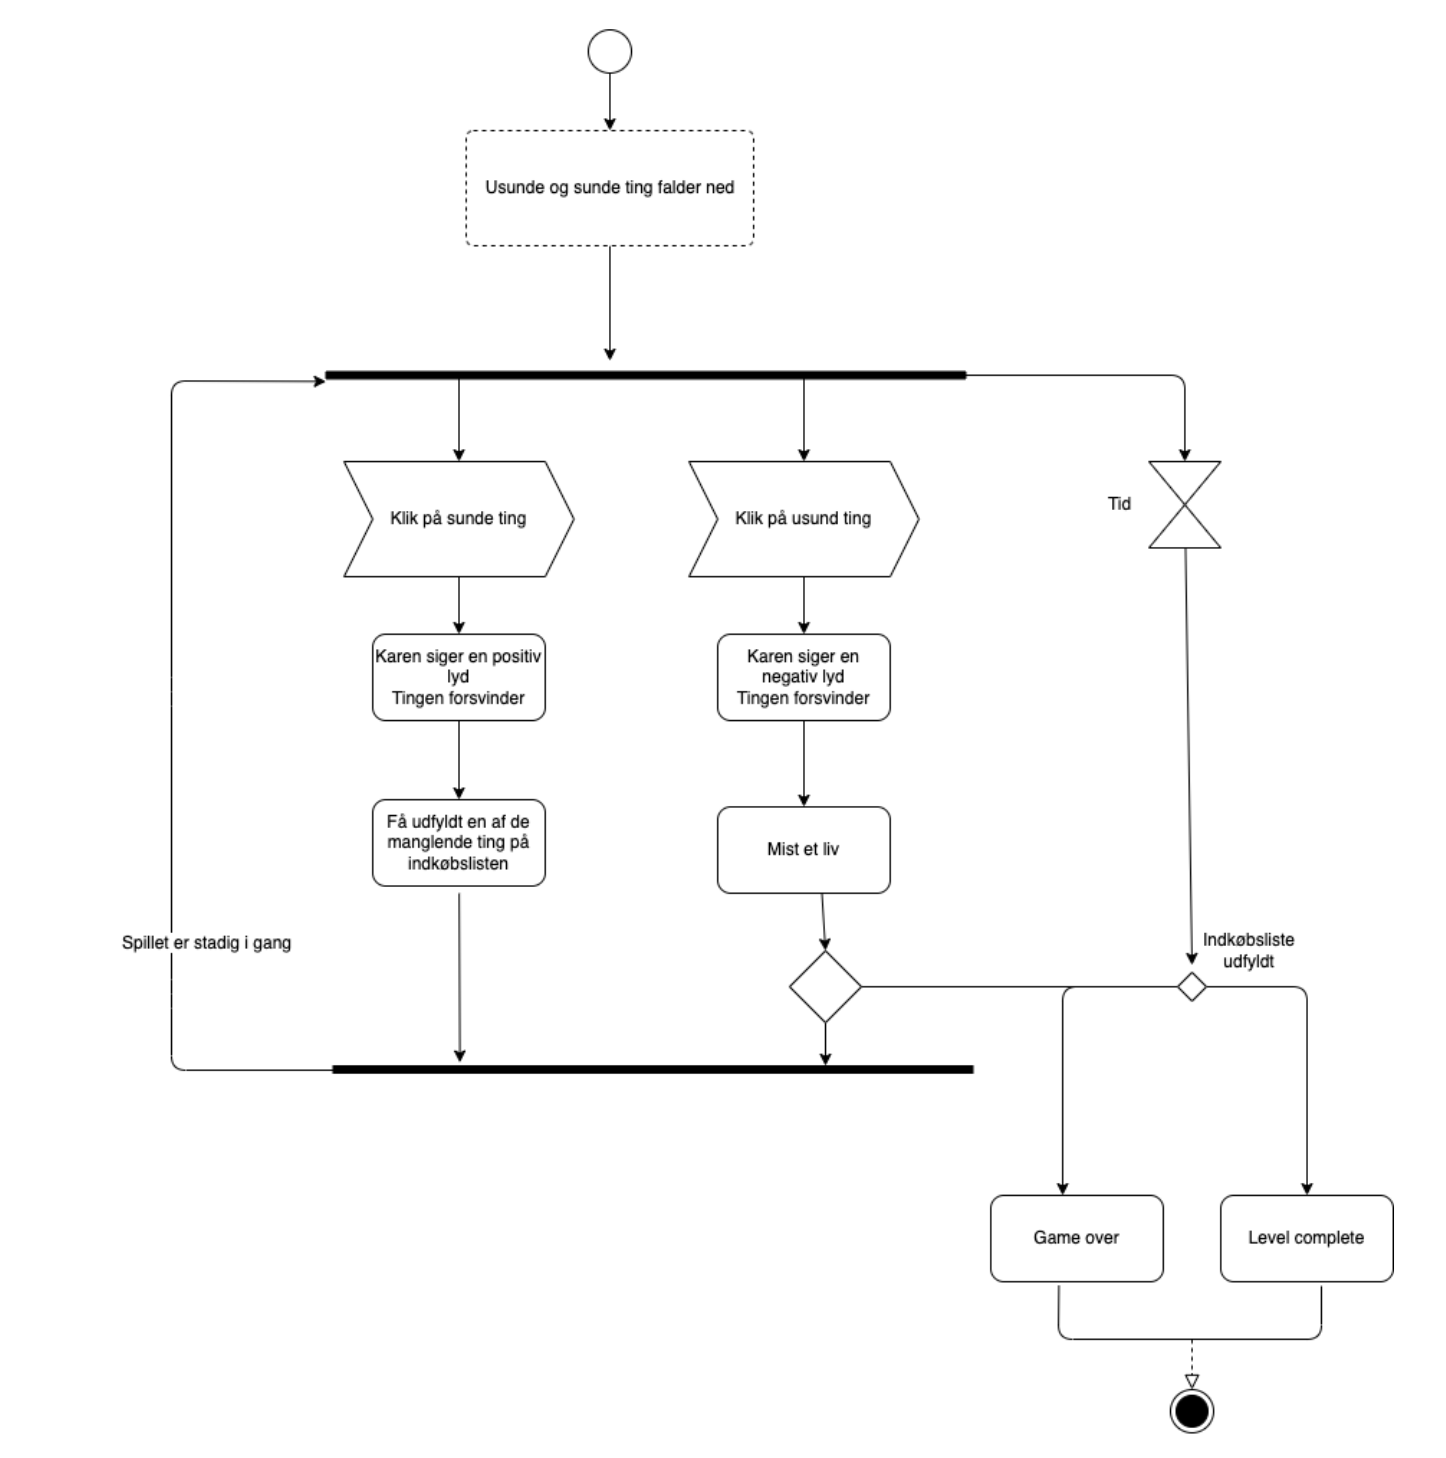 Usunde og sunde ting falder ned
Klik på sunde ting
Klik på usund ting
Tid
Karen siger en positiv
lyd
Tingen forsvinder
Karen siger en
negativ lyd
Tingen forsvinder
Få udfyldt en af de
manglende ting på
indkøbslisten
Mist et liv
Spillet er stadig i gang
Indkøbsliste
udfyldt
Game over
Level complete